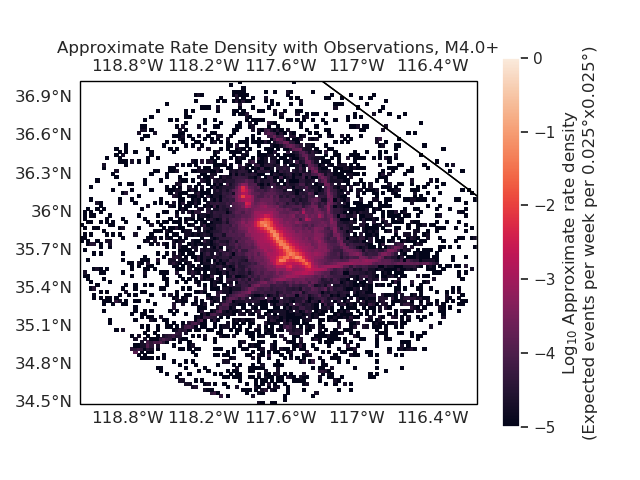 Approximate Rate Density with Observations, M4.0+
118.8°W 118.2°W 117.6°W 117°W 116.4°W
36.9°N
36.6°N
36.3°N
36°N
35.7°N
35.4°N
35.1°N
34.8°N
34.5°N
118.8°W 118.2°W 117.6°W 117°W 116.4°W
0
−1
−2
−3
−4
−5
Log10 Approximate rate density
(Expected events per week per 0.025°x0.025°)